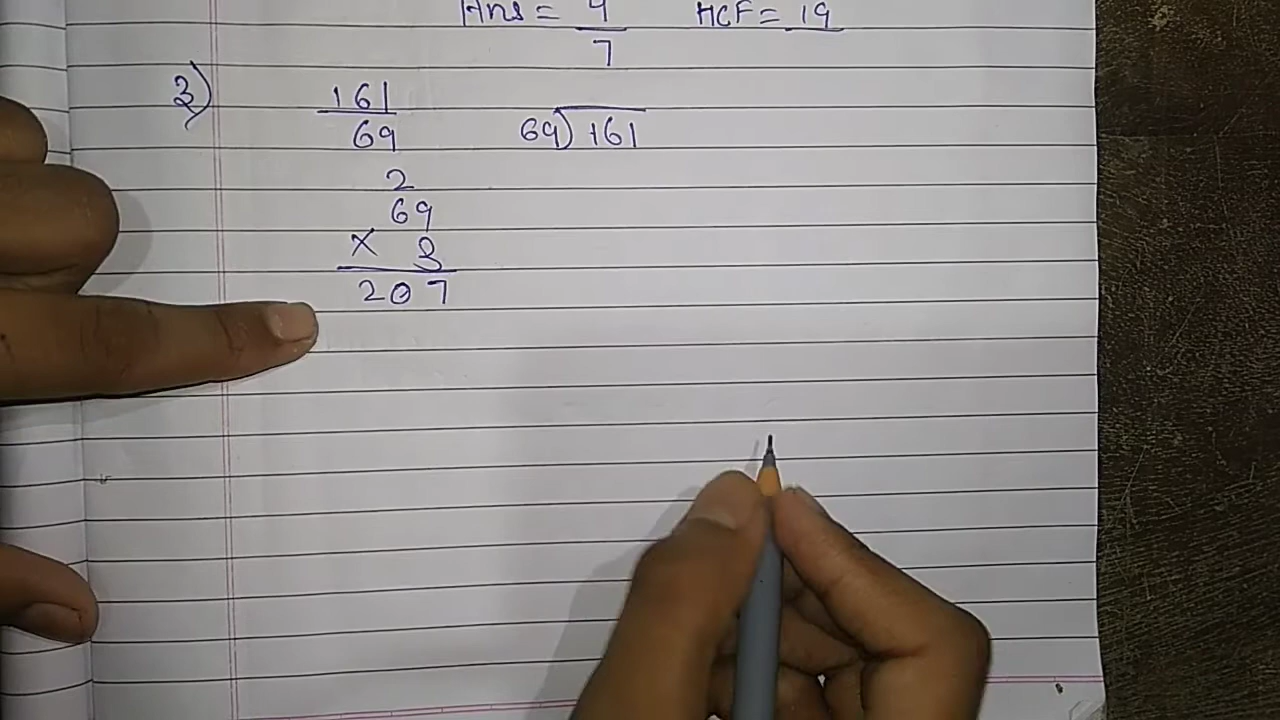 Ans = 4/7 HCF = 19
3) 161/69 69) 161
2
69
× 3
207